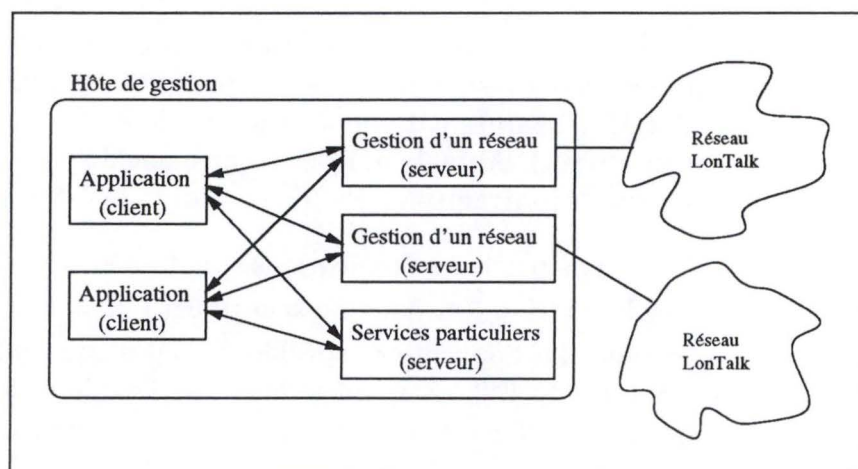 Hôte de gestion
Application
(client)
Application
(client)
Gestion d'un réseau
(serveur)
Gestion d'un réseau
(serveur)
Services particuliers
(serveur)
Réseau
LonTalk
Réseau
LonTalk